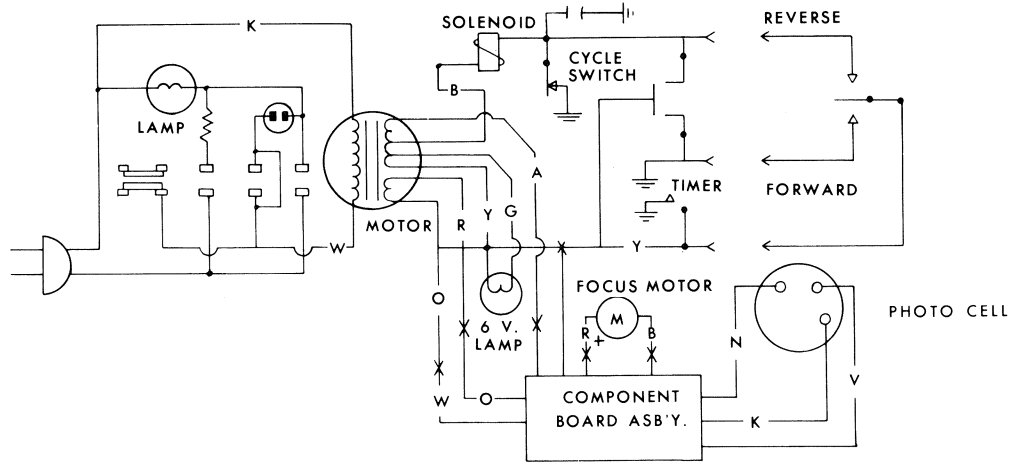 SOLENOID
REVERSE
K
CYCLE
SWITCH
B
LAMP
A
TIMER
FORWARD
MOTOR
R
Y
G
W
Y
FOCUS MOTOR
O
M
PHOTO CELL
6 V.
LAMP
R
+
B
N
V
W
O
COMPONENT
BOARD ASB'Y.
K